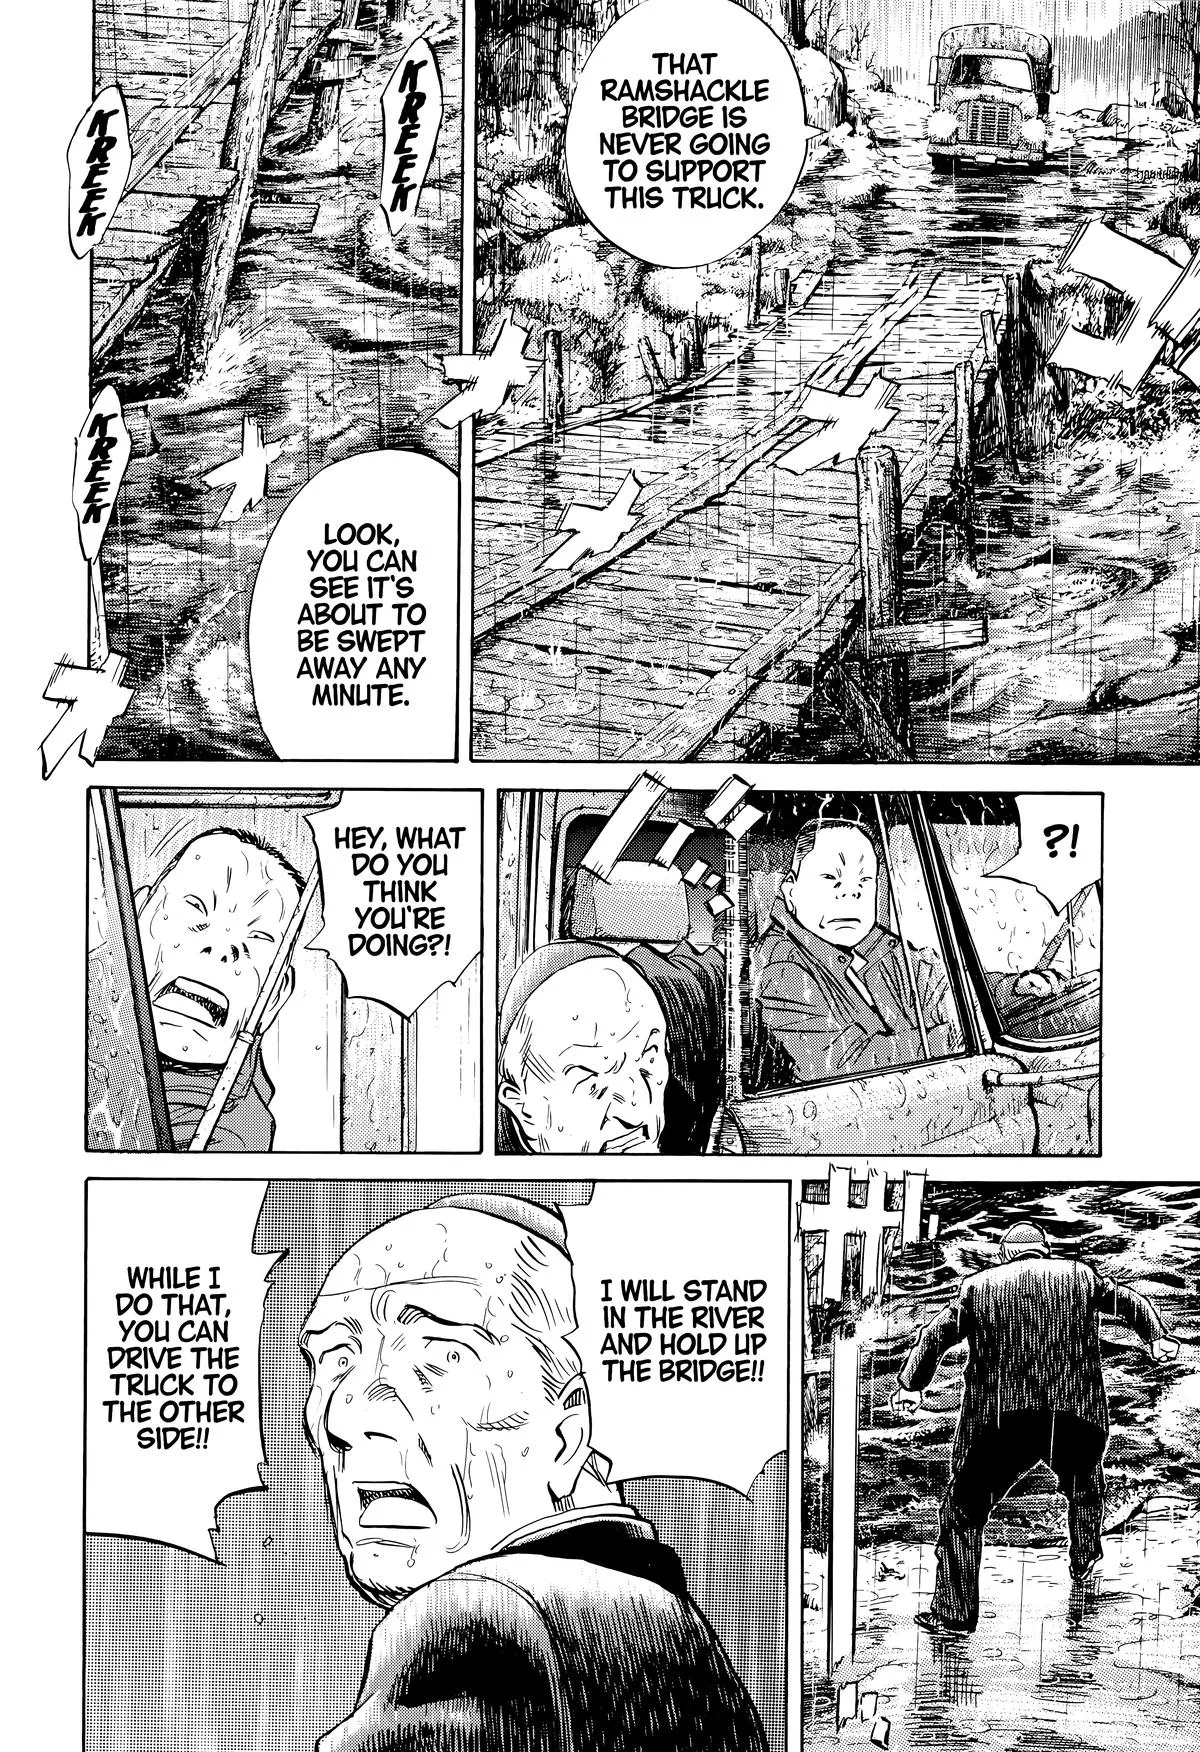 THAT
RAMSHACKLE
BRIDGE IS
NEVER GOING
TO SUPPORT
THIS TRUCK.
KREEK
KREEK
KREEK
LOOK,
YOU CAN
SEE IT'S
ABOUT TO
BE SWEPT
AWAY ANY
MINUTE.
?!
HEY, WHAT
DO YOU
THINK
YOU'RE
DOING?!
I WILL STAND
IN THE RIVER
AND HOLD UP
THE BRIDGE!!
WHILE I
DO THAT,
YOU CAN
DRIVE THE
TRUCK TO
THE OTHER
SIDE!!